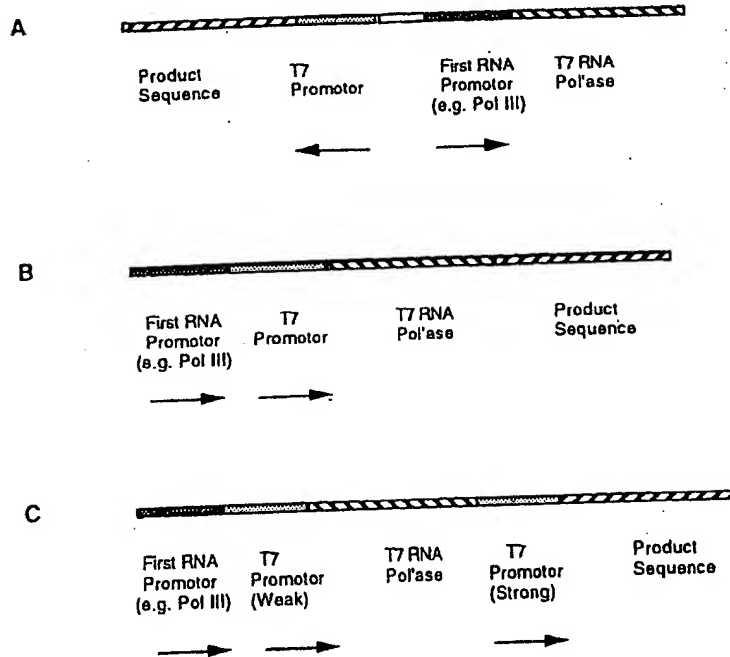 A
Product
Sequence
T7
Promotor
First RNA
Promotor
(e.g. Pol III)
T7 RNA
Pol'ase
B
First RNA
Promotor
(e.g. Pol III)
T7
Promotor
T7 RNA
Pol'ase
Product
Sequence
C
First RNA
Promotor
(e.g. Pol III)
T7
Promotor
(Weak)
T7 RNA
Pol'ase
T7
Promotor
(Strong)
Product
Sequence